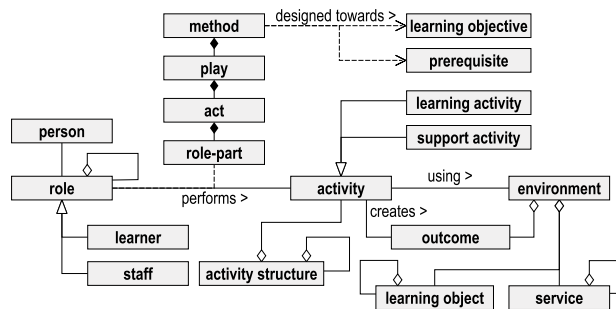 method
designed towards >
learning objective
play
prerequisite
act
learning activity
person
role-part
support activity
role
performs >
activity
using >
environment
learner
creates >
outcome
staff
activity structure
learning object
service